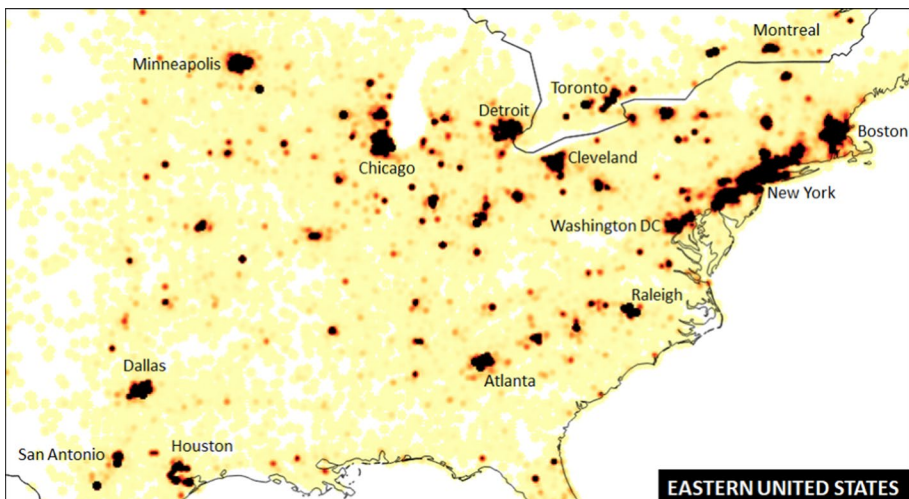 Montreal
Minneapolis
Toronto
Detroit
Boston
Cleveland
Chicago
New York
Washington DC
Raleigh
Dallas
Atlanta
San Antonio
Houston
EASTERN UNITED STATES